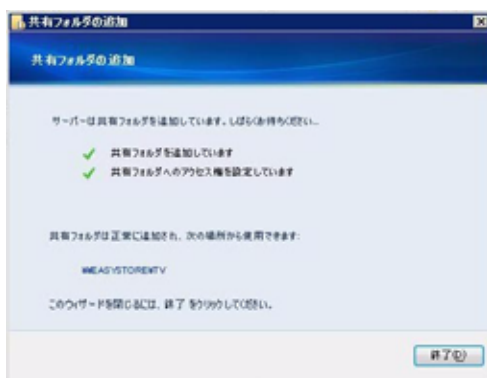 共有フォルダの追加
共有フォルダの追加
サーバーは共有フォルダを追加しています。しばらくお待ちください...
共有フォルダを追加しています
共有フォルダへのアクセス権を設定しています
共有フォルダは正常に追加され、次の場所から使用できます:
¥¥EASYSTORE¥TV
このウィザードを閉じるには、終了 をクリックしてください。
終了(D)